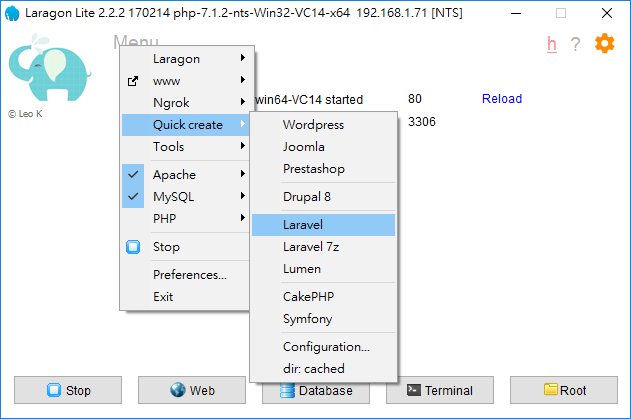 Laragon Lite 2.2.2 170214 php-7.1.2-nts-Win32-VC14-x64 192.168.1.71 [NTS]
Menu
h ?
© Leo K
Laragon
www
Ngrok
Quick create
Tools
Apache
MySQL
PHP
Stop
Preferences...
Exit
win64-VC14 started 80 Reload
3306
Wordpress
Joomla
Prestashop
Drupal 8
Laravel
Laravel 7z
Lumen
CakePHP
Symfony
Configuration...
dir: cached
Stop Web Database Terminal Root